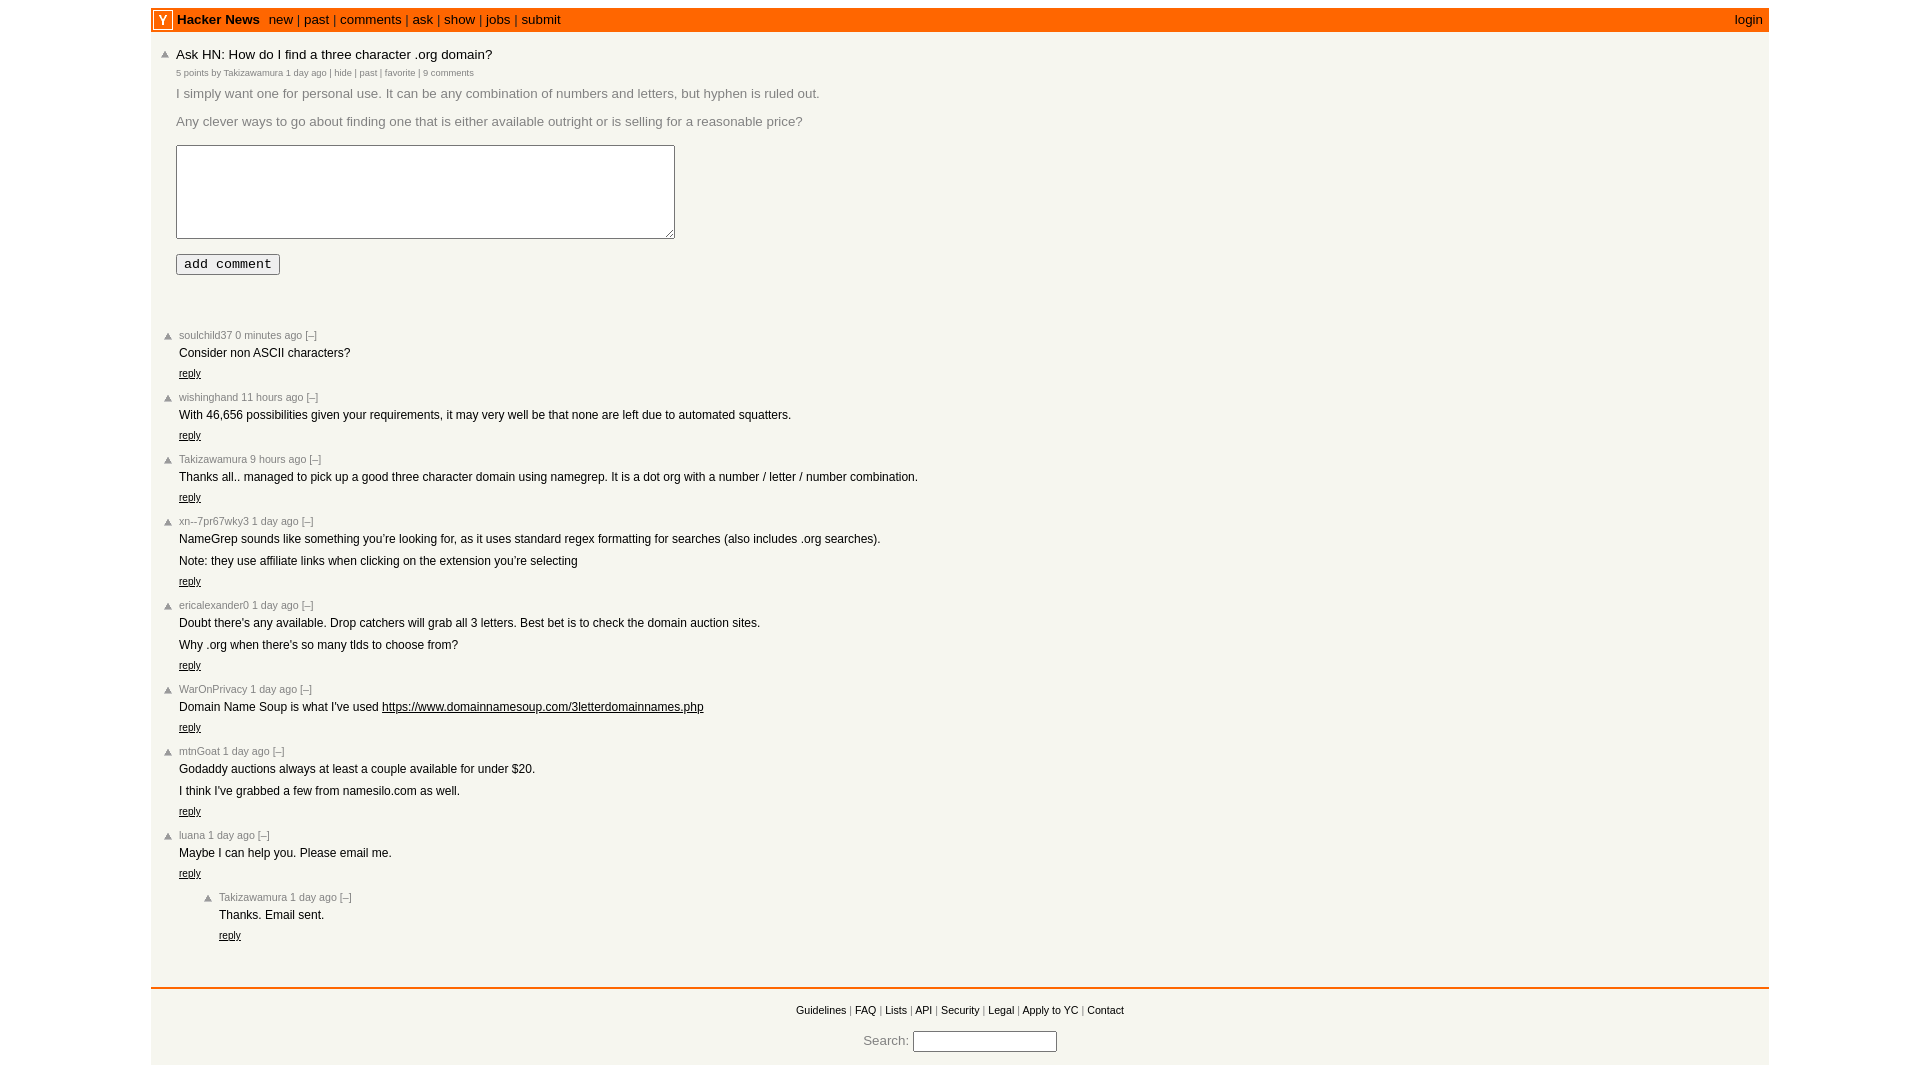 Y Hacker News new | past | comments | ask | show | jobs | submit login
Ask HN: How do I find a three character .org domain?
5 points by Takizawamura 1 day ago | hide | past | favorite | 9 comments
I simply want one for personal use. It can be any combination of numbers and letters, but hyphen is ruled out.
Any clever ways to go about finding one that is either available outright or is selling for a reasonable price?
add comment
soulchild37 0 minutes ago [–]
Consider non ASCII characters?
reply
wishinghand 11 hours ago [–]
With 46,656 possibilities given your requirements, it may very well be that none are left due to automated squatters.
reply
Takizawamura 9 hours ago [–]
Thanks all.. managed to pick up a good three character domain using namegrep. It is a dot org with a number / letter / number combination.
reply
xn--7pr67wky3 1 day ago [–]
NameGrep sounds like something you’re looking for, as it uses standard regex formatting for searches (also includes .org searches).
Note: they use affiliate links when clicking on the extension you’re selecting
reply
ericalexander0 1 day ago [–]
Doubt there's any available. Drop catchers will grab all 3 letters. Best bet is to check the domain auction sites.
Why .org when there's so many tlds to choose from?
reply
WarOnPrivacy 1 day ago [–]
Domain Name Soup is what I've used https://www.domainnamesoup.com/3letterdomainnames.php
reply
mtnGoat 1 day ago [–]
Godaddy auctions always at least a couple available for under $20.
I think I've grabbed a few from namesilo.com as well.
reply
luana 1 day ago [–]
Maybe I can help you. Please email me.
reply
Takizawamura 1 day ago [–]
Thanks. Email sent.
reply
Guidelines | FAQ | Lists | API | Security | Legal | Apply to YC | Contact
Search: